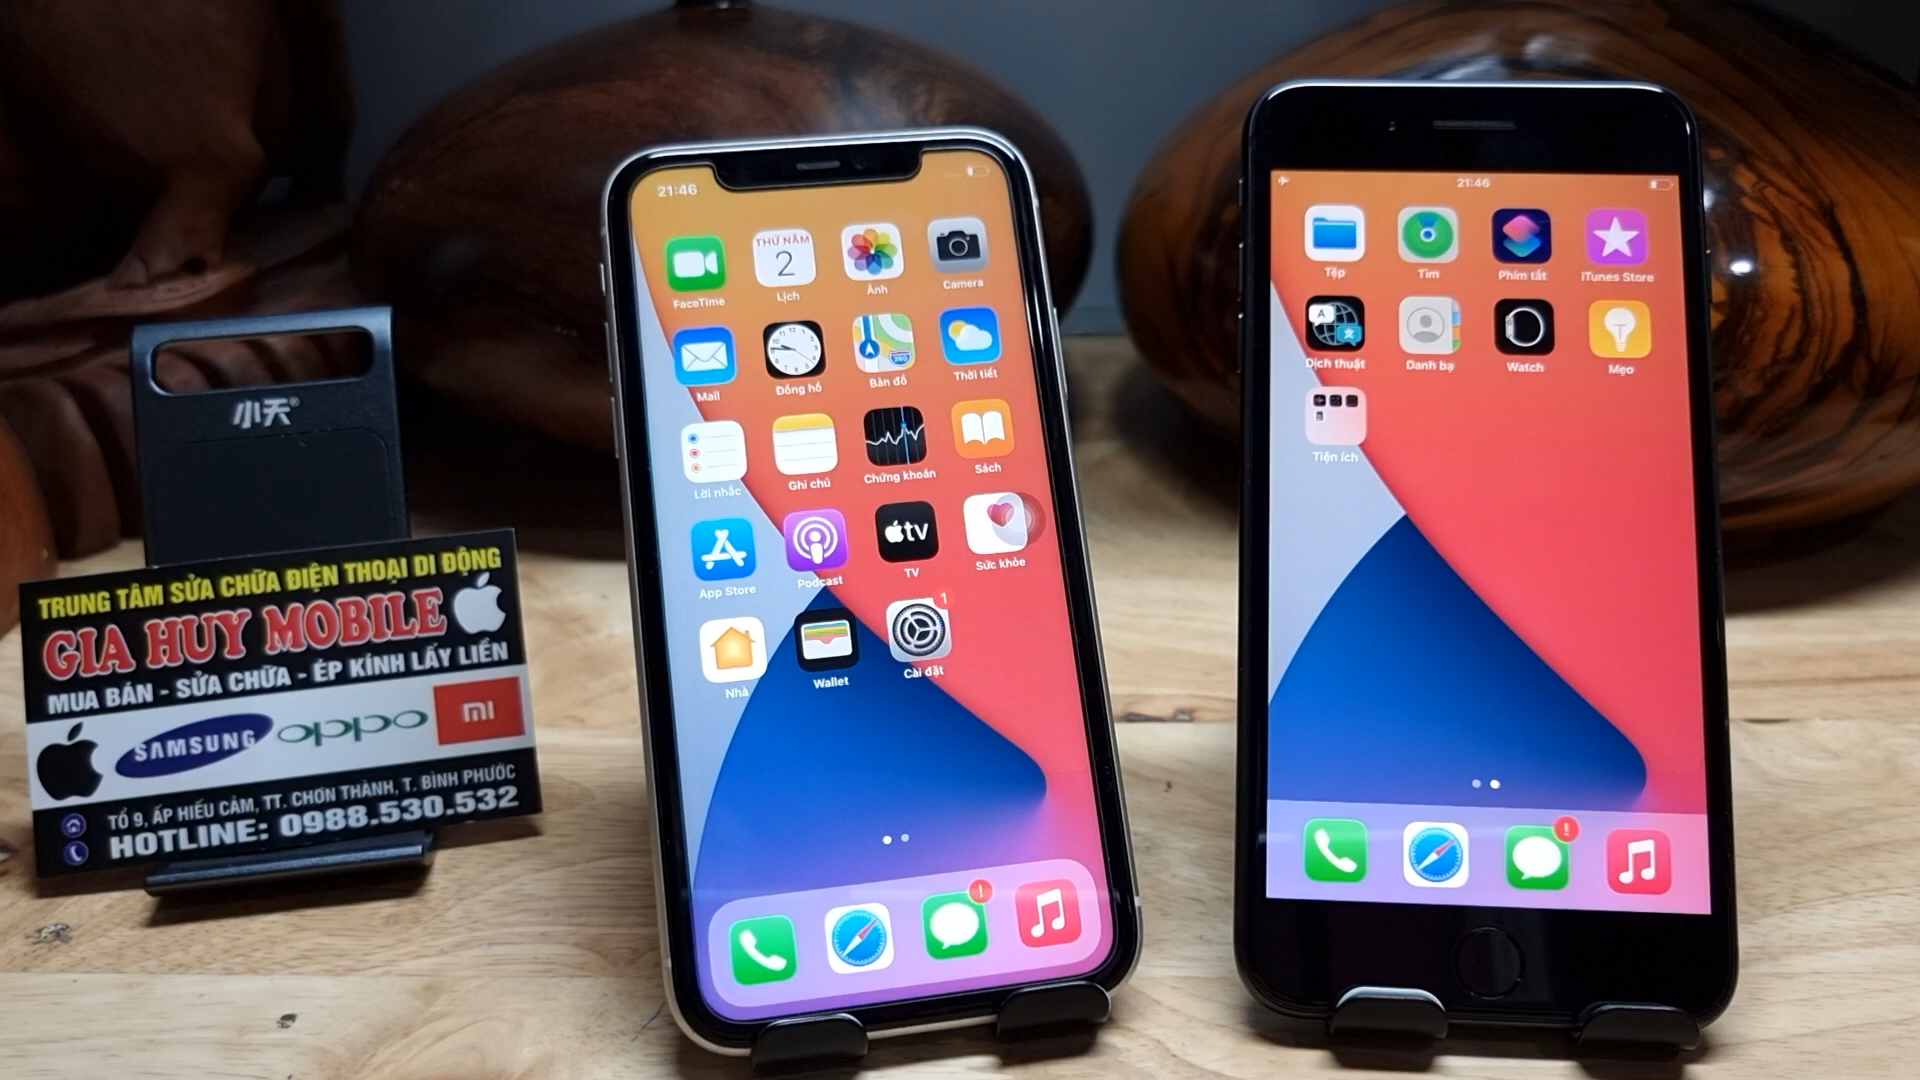 小天®
TRUNG TÂM SỬA CHỮA ĐIỆN THOẠI DI ĐỘNG
GIA HUY MOBILE
MUA BÁN - SỬA CHỮA - ÉP KÍNH LẤY LIỀN
SAMSUNG oppo mi
TỔ 9, ẤP HIẾU CẢM, TT. CHƠN THÀNH, T. BÌNH PHƯỚC
HOTLINE: 0988.530.532
21:46
THỨ NĂM
2
FaceTime Lịch Ảnh Camera
Mail Đồng hồ Bản đồ Thời tiết
Lời nhắc Ghi chú Chứng khoán Sách
tv
App Store Podcast TV Sức khỏe
1
Nhà Wallet Cài đặt
!
21:46
Tệp Tìm Phím tắt iTunes Store
A
Dịch thuật Danh bạ Watch Mẹo
Tiện ích
!